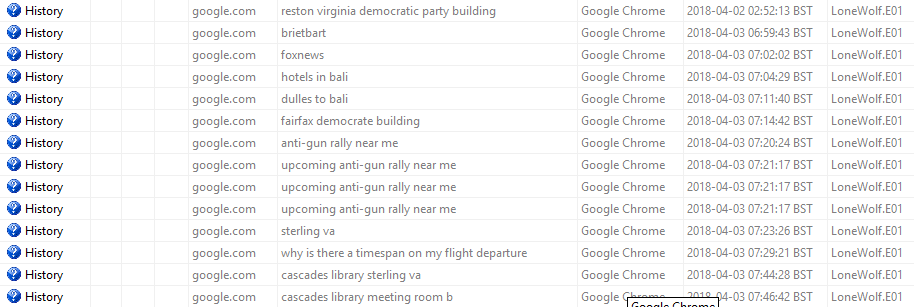 History google.com reston virginia democratic party building Google Chrome 2018-04-02 02:52:13 BST LoneWolf.E01
History google.com brietbart Google Chrome 2018-04-03 06:59:43 BST LoneWolf.E01
History google.com foxnews Google Chrome 2018-04-03 07:02:02 BST LoneWolf.E01
History google.com hotels in bali Google Chrome 2018-04-03 07:04:29 BST LoneWolf.E01
History google.com dulles to bali Google Chrome 2018-04-03 07:11:40 BST LoneWolf.E01
History google.com fairfax democrate building Google Chrome 2018-04-03 07:14:42 BST LoneWolf.E01
History google.com anti-gun rally near me Google Chrome 2018-04-03 07:20:24 BST LoneWolf.E01
History google.com upcoming anti-gun rally near me Google Chrome 2018-04-03 07:21:17 BST LoneWolf.E01
History google.com upcoming anti-gun rally near me Google Chrome 2018-04-03 07:21:17 BST LoneWolf.E01
History google.com upcoming anti-gun rally near me Google Chrome 2018-04-03 07:21:17 BST LoneWolf.E01
History google.com sterling va Google Chrome 2018-04-03 07:23:26 BST LoneWolf.E01
History google.com why is there a timespan on my flight departure Google Chrome 2018-04-03 07:29:21 BST LoneWolf.E01
History google.com cascades library sterling va Google Chrome 2018-04-03 07:44:28 BST LoneWolf.E01
History google.com cascades library meeting room b Google Chrome 2018-04-03 07:46:42 BST LoneWolf.E01
Google Chrome